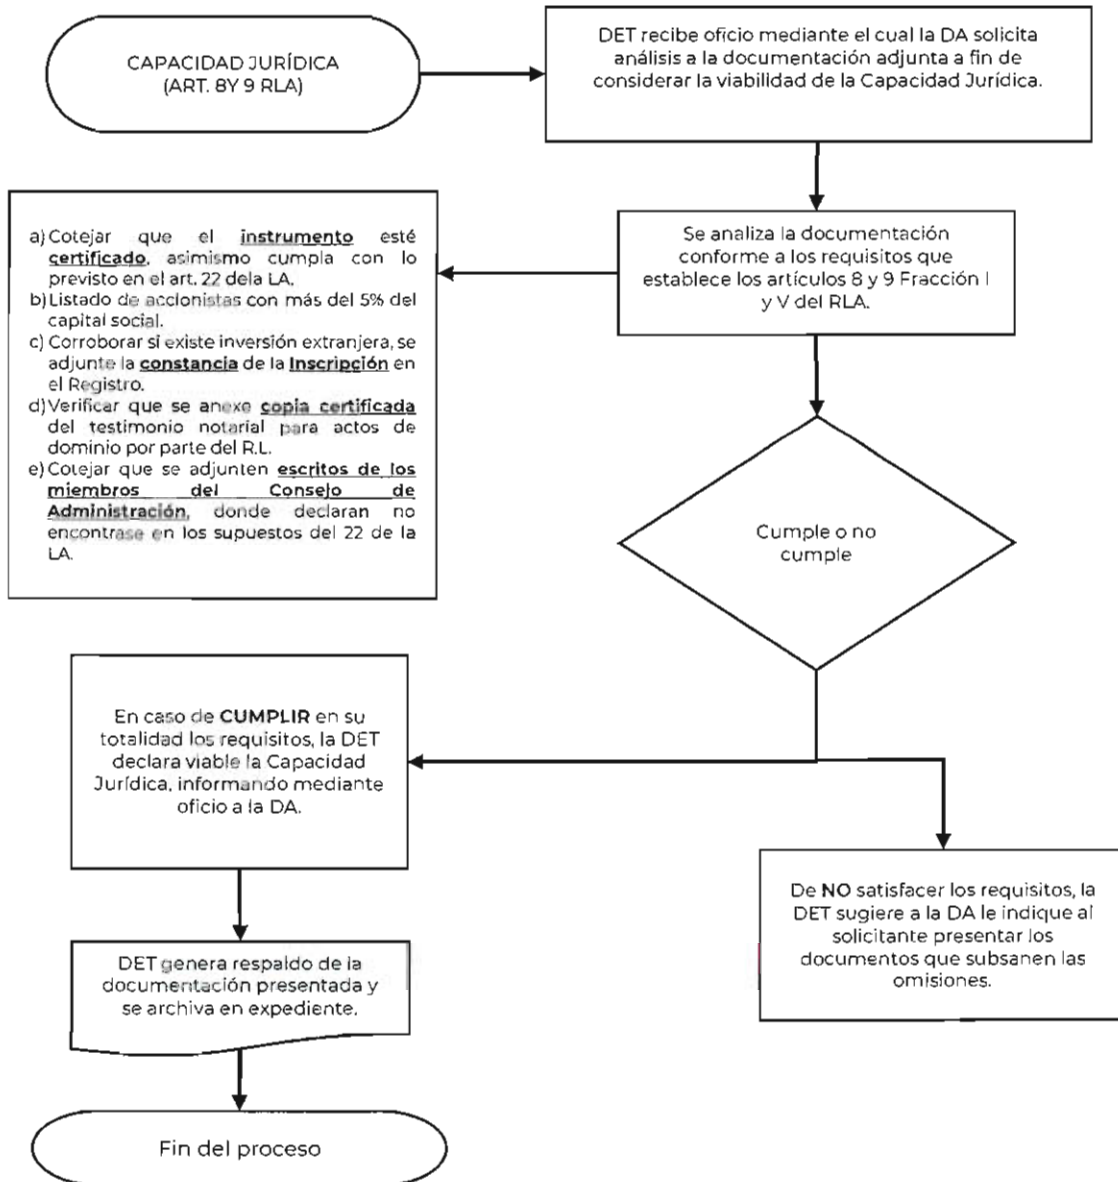 CAPACIDAD JURÍDICA
(ART. 8Y 9 RLA)
DET recibe oficio mediante el cual la DA solicita
análisis a la documentación adjunta a fin de
considerar la viabilidad de la Capacidad Jurídica.
Se analiza la documentación
conforme a los requisitos que
establece los artículos 8 y 9 Fracción I
y V del RLA.
a) Cotejar que el instrumento esté
certificado, asimismo cumpla con lo
previsto en el art. 22 dela LA.
b) Listado de accionistas con más del 5% del
capital social.
c) Corroborar si existe inversión extranjera, se
adjunte la constancia de la Inscripción en
el Registro.
d) Verificar que se anexe copia certificada
del testimonio notarial para actos de
dominio por parte del R.L.
e) Cotejar que se adjunten escritos de los
miembros del Consejo de
Administración, donde declaran no
encontrase en los supuestos del 22 de la
LA.
Cumple o no
cumple
En caso de CUMPLIR en su
totalidad los requisitos, la DET
declara viable la Capacidad
Jurídica, informando mediante
oficio a la DA.
De NO satisfacer los requisitos, la
DET sugiere a la DA le indique al
solicitante presentar los
documentos que subsanen las
omisiones.
DET genera respaldo de la
documentación presentada y
se archiva en expediente.
Fin del proceso